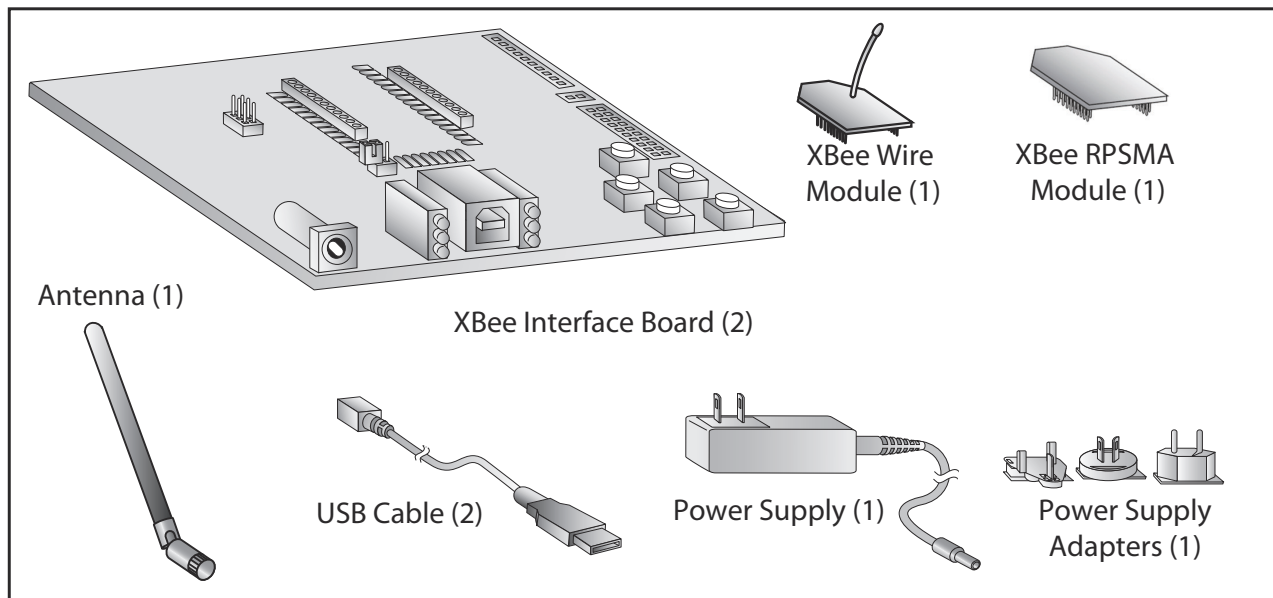 XBee Wire
Module (1)
XBee RPSMA
Module (1)
Antenna (1)
XBee Interface Board (2)
USB Cable (2)
Power Supply (1)
Power Supply
Adapters (1)